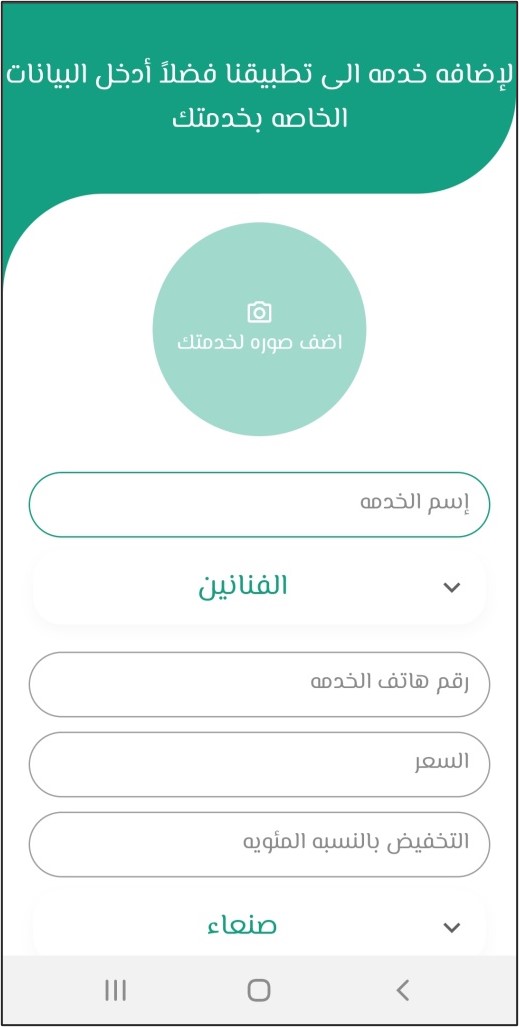 لإضافه خدمه الى تطبيقنا فضلاً أدخل البيانات
الخاصه بخدمتك
اضف صوره لخدمتك
إسم الخدمه
الفنانين
رقم هاتف الخدمه
السعر
التخفيض بالنسبه المئويه
صنعاء